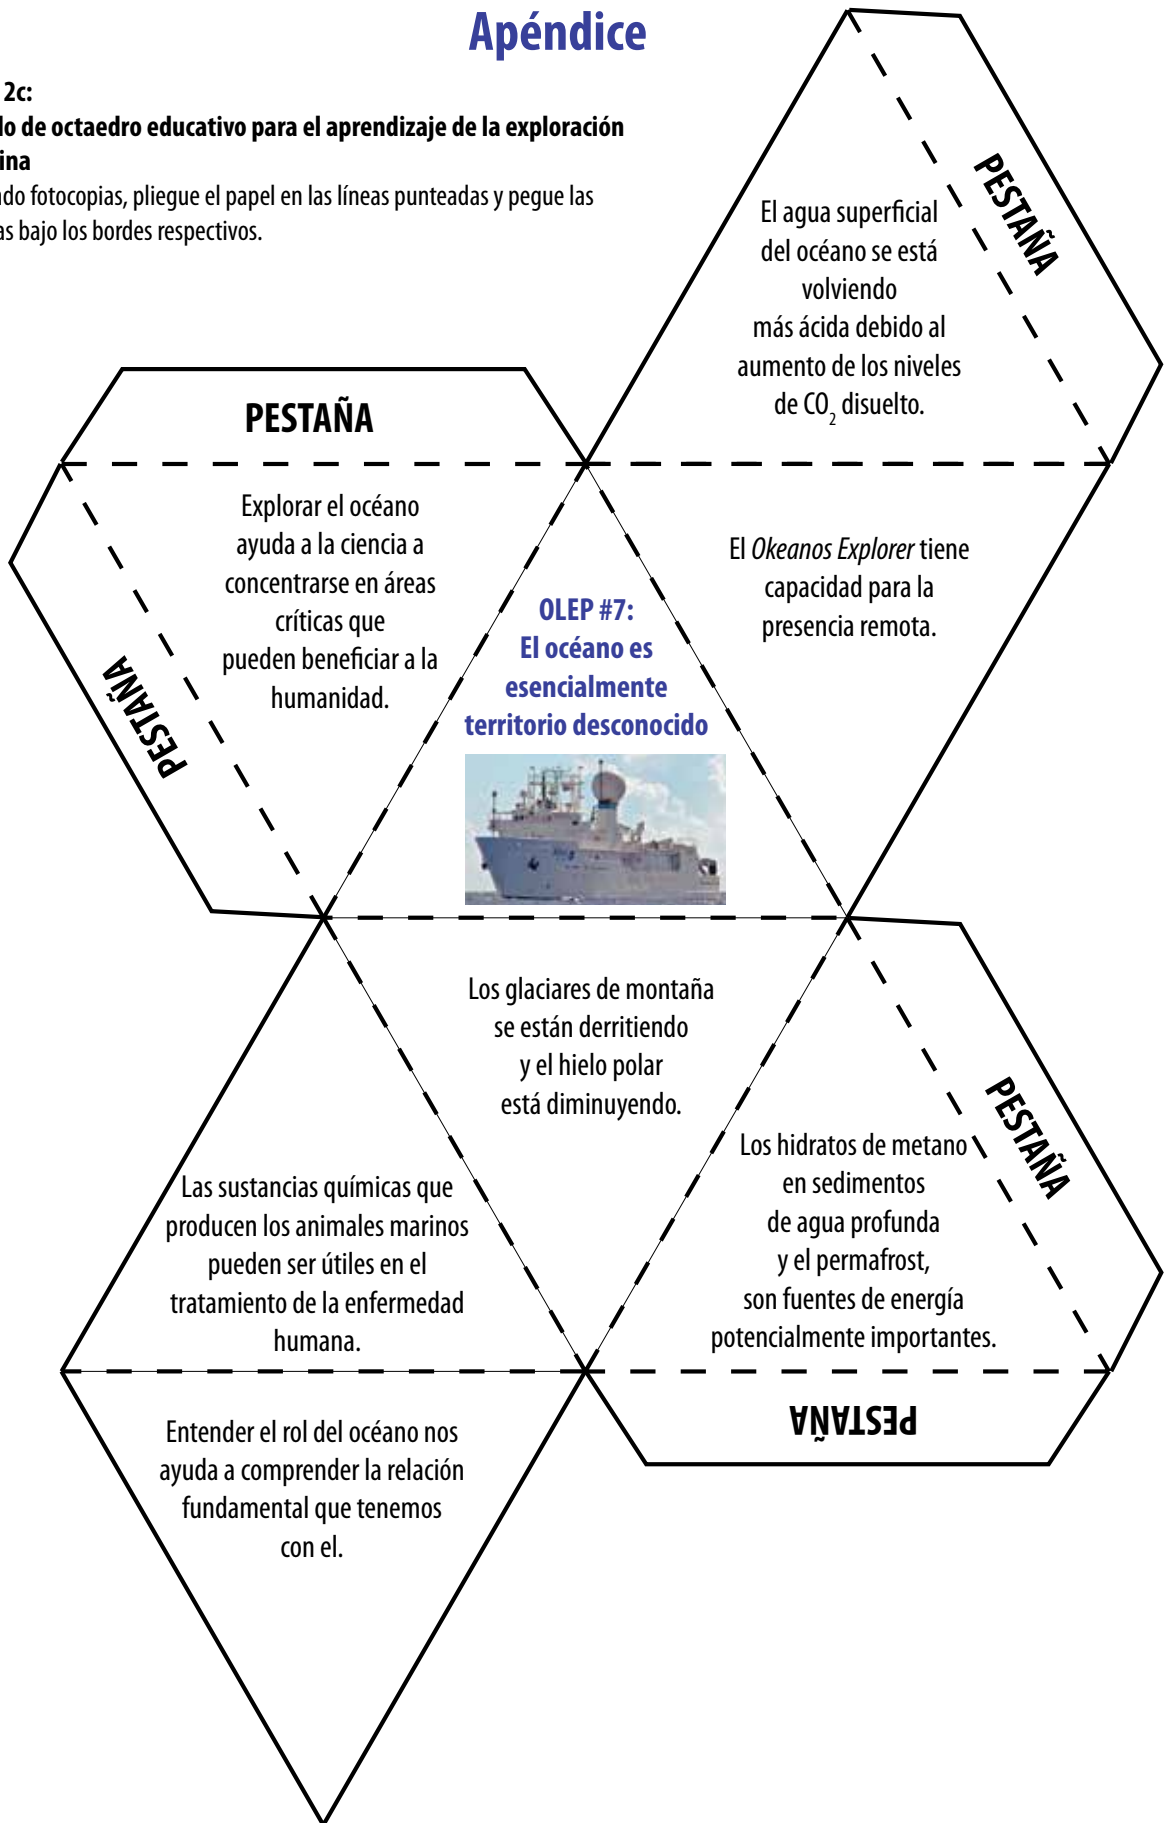 Apéndice
2c:
lo de octaedro educativo para el aprendizaje de la exploración
ina
do fotocopias, pliegue el papel en las líneas punteadas y pegue las
as bajo los bordes respectivos.
PESTAÑA
El agua superficial
del océano se está
volviendo
más ácida debido al
aumento de los niveles
de CO₂ disuelto.
PESTAÑA
PESTAÑA
Explorar el océano
ayuda a la ciencia a
concentrarse en áreas
críticas que
pueden beneficiar a la
humanidad.
OLEP #7:
El océano es
esencialmente
territorio desconocido
El Okeanos Explorer tiene
capacidad para la
presencia remota.
Los glaciares de montaña
se están derritiendo
y el hielo polar
está diminuyendo.
PESTAÑA
Las sustancias químicas que
producen los animales marinos
pueden ser útiles en el
tratamiento de la enfermedad
humana.
Los hidratos de metano
en sedimentos
de agua profunda
y el permafrost,
son fuentes de energía
potencialmente importantes.
PESTAÑA
Entender el rol del océano nos
ayuda a comprender la relación
fundamental que tenemos
con el.